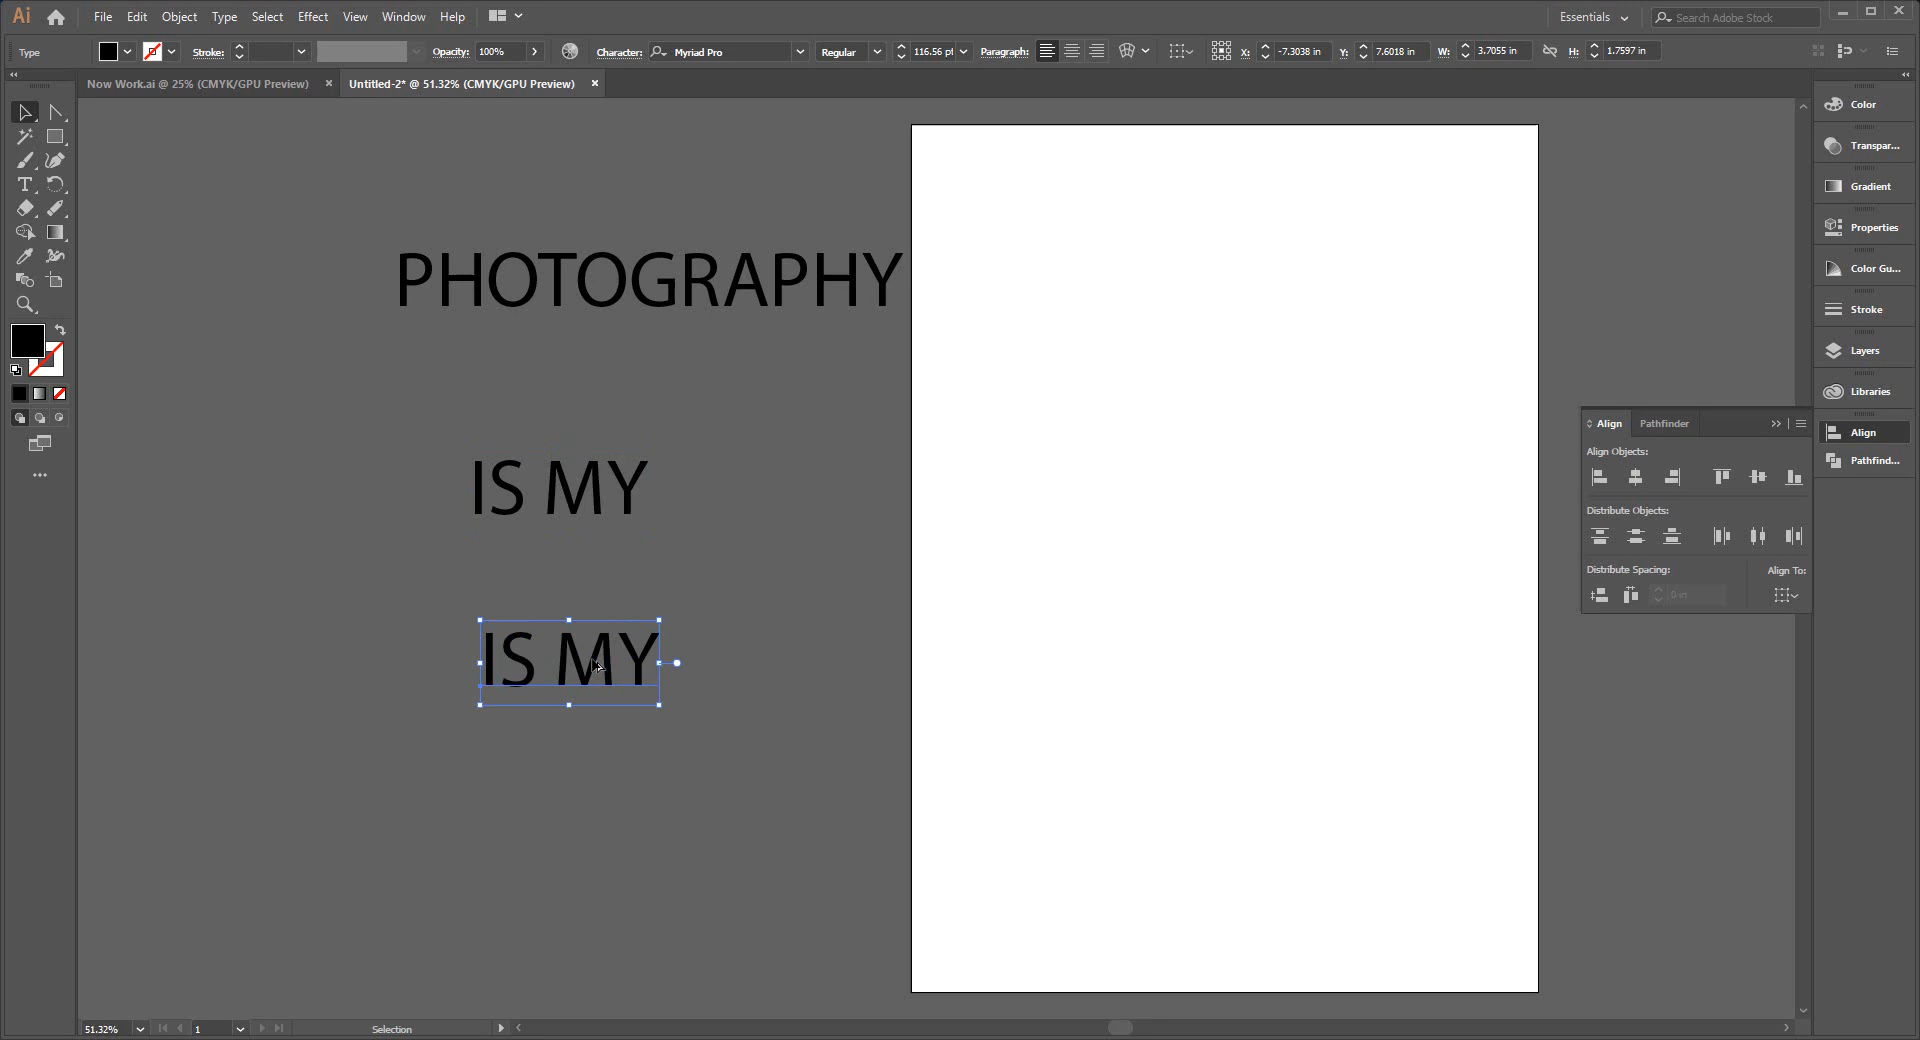 Ai File Edit Object Type Select Effect View Window Help Essentials Search Adobe Stock
Type Stroke: Opacity: 100% Character: Myriad Pro Regular 116.56 pt Paragraph: X: -7.3038 in Y: 7.6018 in W: 3.7055 in H: 1.7597 in
Now Work.ai @ 25% (CMYK/GPU Preview) Untitled-2* @ 51.32% (CMYK/GPU Preview)
Color
Transpar...
Gradient
Properties
Color Gu...
Stroke
Layers
Libraries
Align
Pathfind...
PHOTOGRAPHY
IS MY
IS MY
Align Pathfinder
Align Objects:
Distribute Objects:
Distribute Spacing: Align To:
0 in
T
51.32% 1 Selection